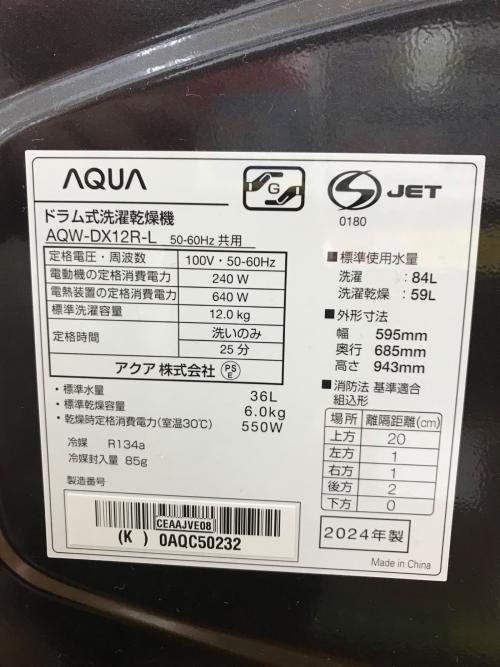 AQUA
G
S JET
0180
ドラム式洗濯乾燥機
AQW-DX12R-L 50-60Hz 共用
定格電圧・周波数 100V・50-60Hz
電動機の定格消費電力 240 W
電熱装置の定格消費電力 640 W
標準洗濯容量 12.0 kg
定格時間 洗いのみ
25 分
アクア 株式会社 PSE
・標準水量 36L
・標準乾燥容量 6.0kg
・乾燥時定格消費電力(室温30℃) 550W
冷媒 R134a
冷媒封入量 85g
製造番号
CEAAJVE08
(K) 0AQC50232
■標準使用水量
洗濯 : 84L
洗濯乾燥 : 59L
■外形寸法
幅 595mm
奥行 685mm
高さ 943mm
■消防法 基準適合
組込形
場所 離隔距離(cm)
上方 20
左方 1
右方 1
後方 2
下方 0
2024年製
Made in China